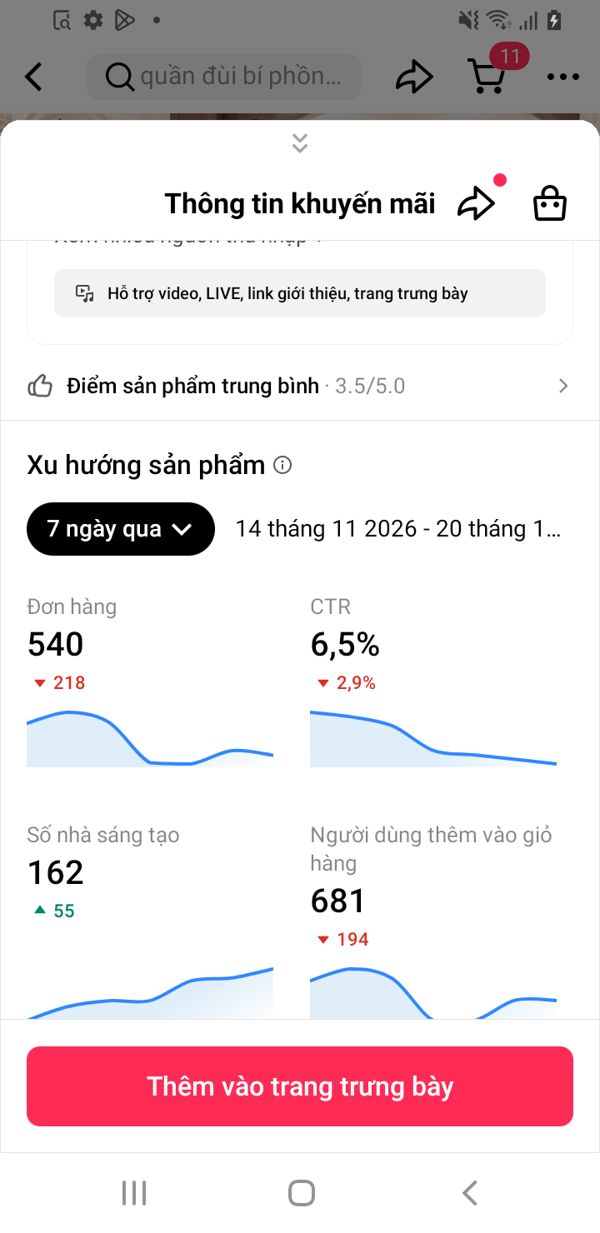 quần đùi bí phồn...
11
Thông tin khuyến mãi
Hỗ trợ video, LIVE, link giới thiệu, trang trưng bày
Điểm sản phẩm trung bình · 3.5/5.0
Xu hướng sản phẩm
7 ngày qua
14 tháng 11 2026 - 20 tháng 1...
Đơn hàng
540
218
CTR
6,5%
2,9%
Số nhà sáng tạo
162
55
Người dùng thêm vào giỏ
hàng
681
194
Thêm vào trang trưng bày